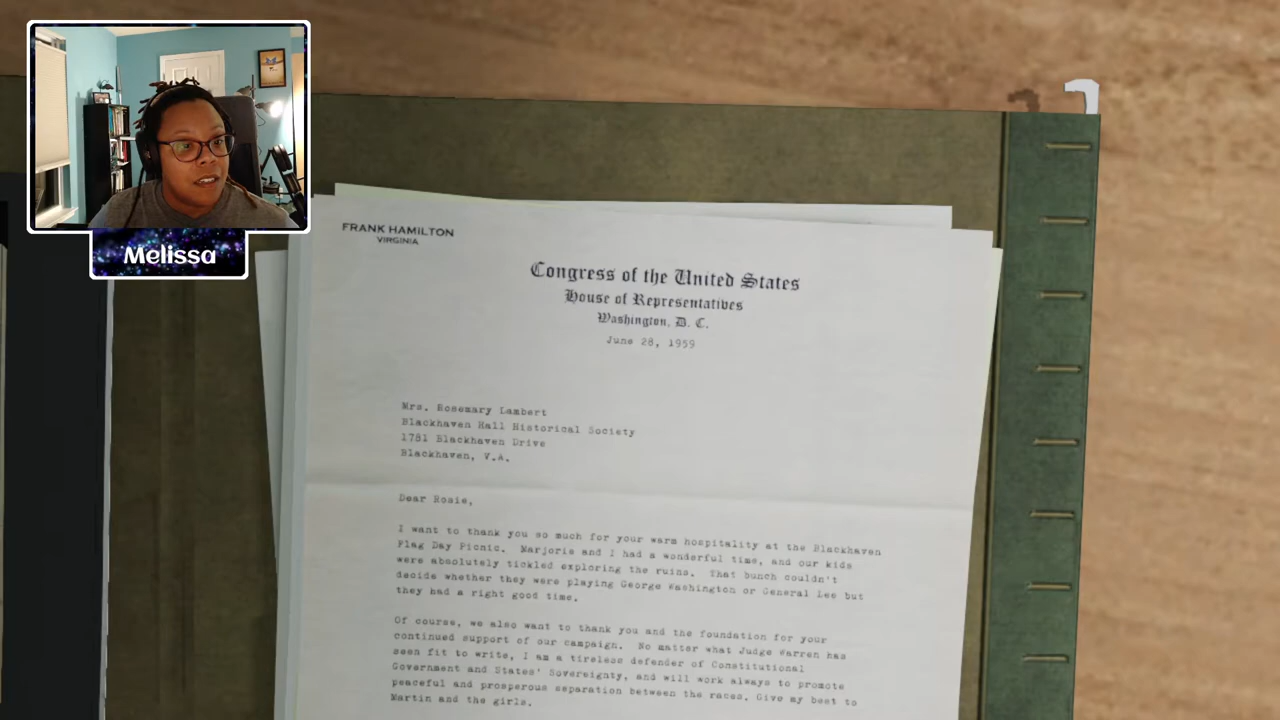 Melissa
FRANK HAMILTON
VIRGINIA
Congress of the United States
House of Representatives
Washington, D. C.
June 28, 1959
Mrs. Rosemary Lambert
Blackhaven Hall Historical Society
1781 Blackhaven Drive
Blackhaven, V.A.
Dear Rosie,
I want to thank you so much for your warm hospitality at the Blackhaven
Flag Day Picnic. Marjorie and I had a wonderful time, and our kids
were absolutely tickled exploring the ruins. That bunch couldn't
decide whether they were playing George Washington or General Lee but
they had a right good time.
Of course, we also want to thank you and the foundation for your
continued support of our campaign. No matter what Judge Warren has
seen fit to write, I am a tireless defender of Constitutional
Government and States' Sovereignty, and will work always to promote
peaceful and prosperous separation between the races. Give my best to
Martin and the girls.